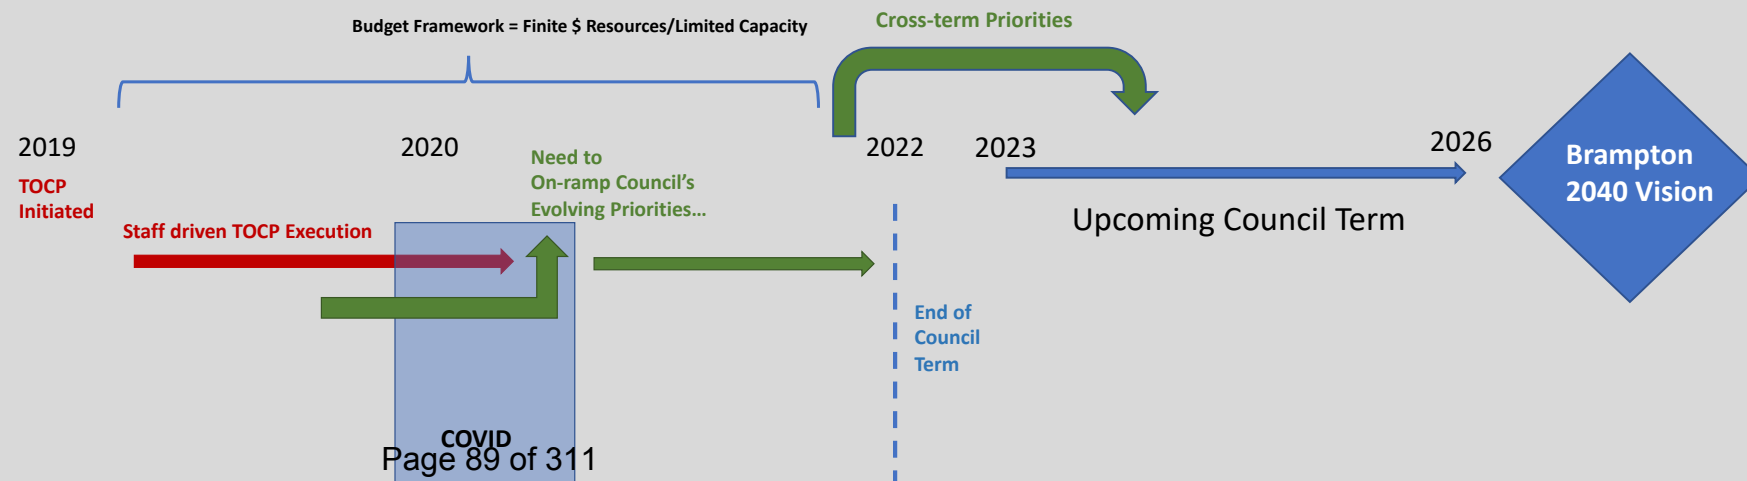 Budget Framework = Finite $ Resources/Limited Capacity
Cross-term Priorities
2019
2020
2022
2023
2026
TOCP
Initiated
Staff driven TOCP Execution
Need to
On-ramp Council’s
Evolving Priorities…
Upcoming Council Term
Brampton
2040 Vision
End of
Council
Term
COVID
Page 89 of 311